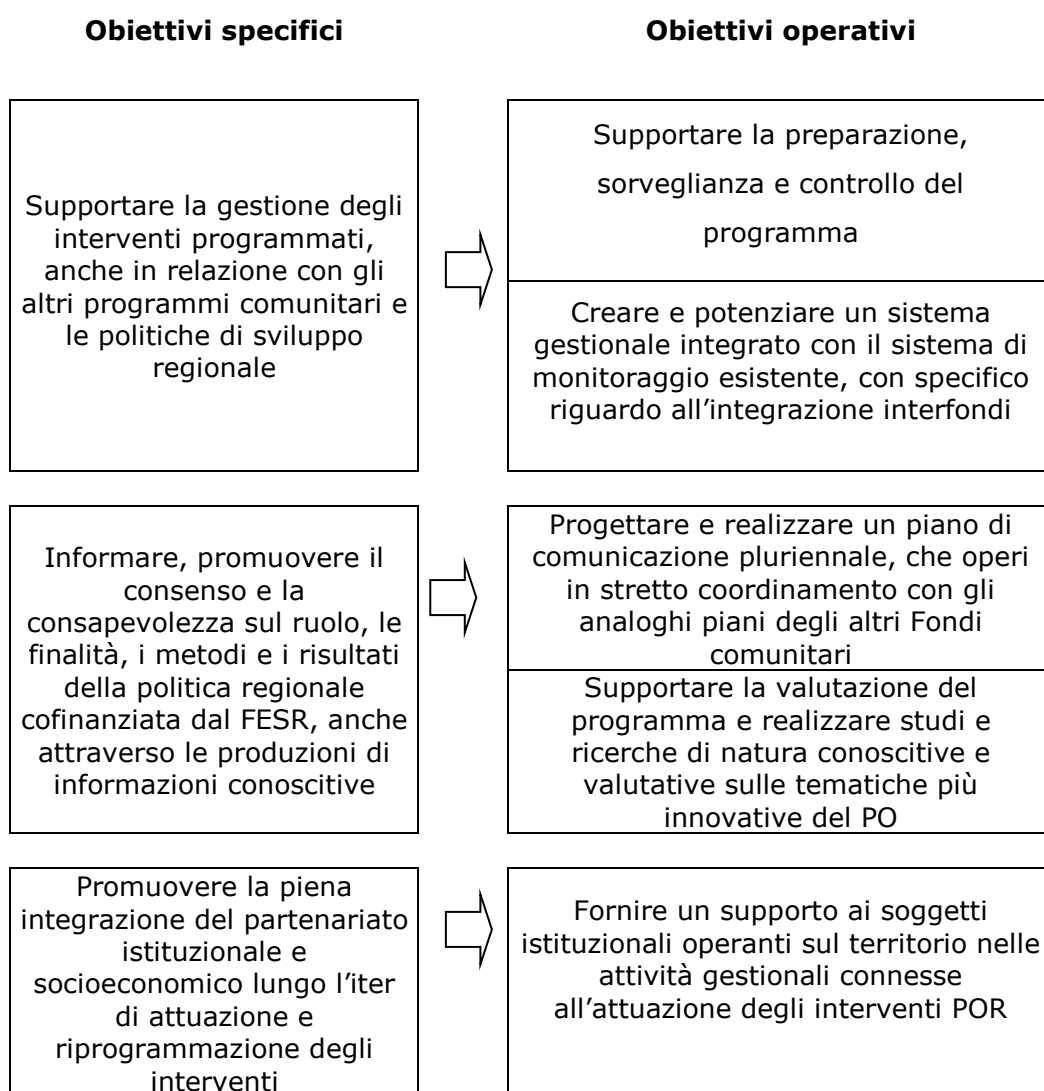 Obiettivi specifici
Obiettivi operativi
Supportare la gestione degli
interventi programmati,
anche in relazione con gli
altri programmi comunitari e
le politiche di sviluppo
regionale
Supportare la preparazione,
sorveglianza e controllo del
programma
Creare e potenziare un sistema
gestionale integrato con il sistema di
monitoraggio esistente, con specifico
riguardo all’integrazione interfondi
Informare, promuovere il
consenso e la
consapevolezza sul ruolo, le
finalità, i metodi e i risultati
della politica regionale
cofinanziata dal FESR, anche
attraverso le produzioni di
informazioni conoscitive
Progettare e realizzare un piano di
comunicazione pluriennale, che operi
in stretto coordinamento con gli
analoghi piani degli altri Fondi
comunitari
Supportare la valutazione del
programma e realizzare studi e
ricerche di natura conoscitive e
valutative sulle tematiche più
innovative del PO
Promuovere la piena
integrazione del partenariato
istituzionale e
socioeconomico lungo l’iter
di attuazione e
riprogrammazione degli
interventi
Fornire un supporto ai soggetti
istituzionali operanti sul territorio nelle
attività gestionali connesse
all’attuazione degli interventi POR